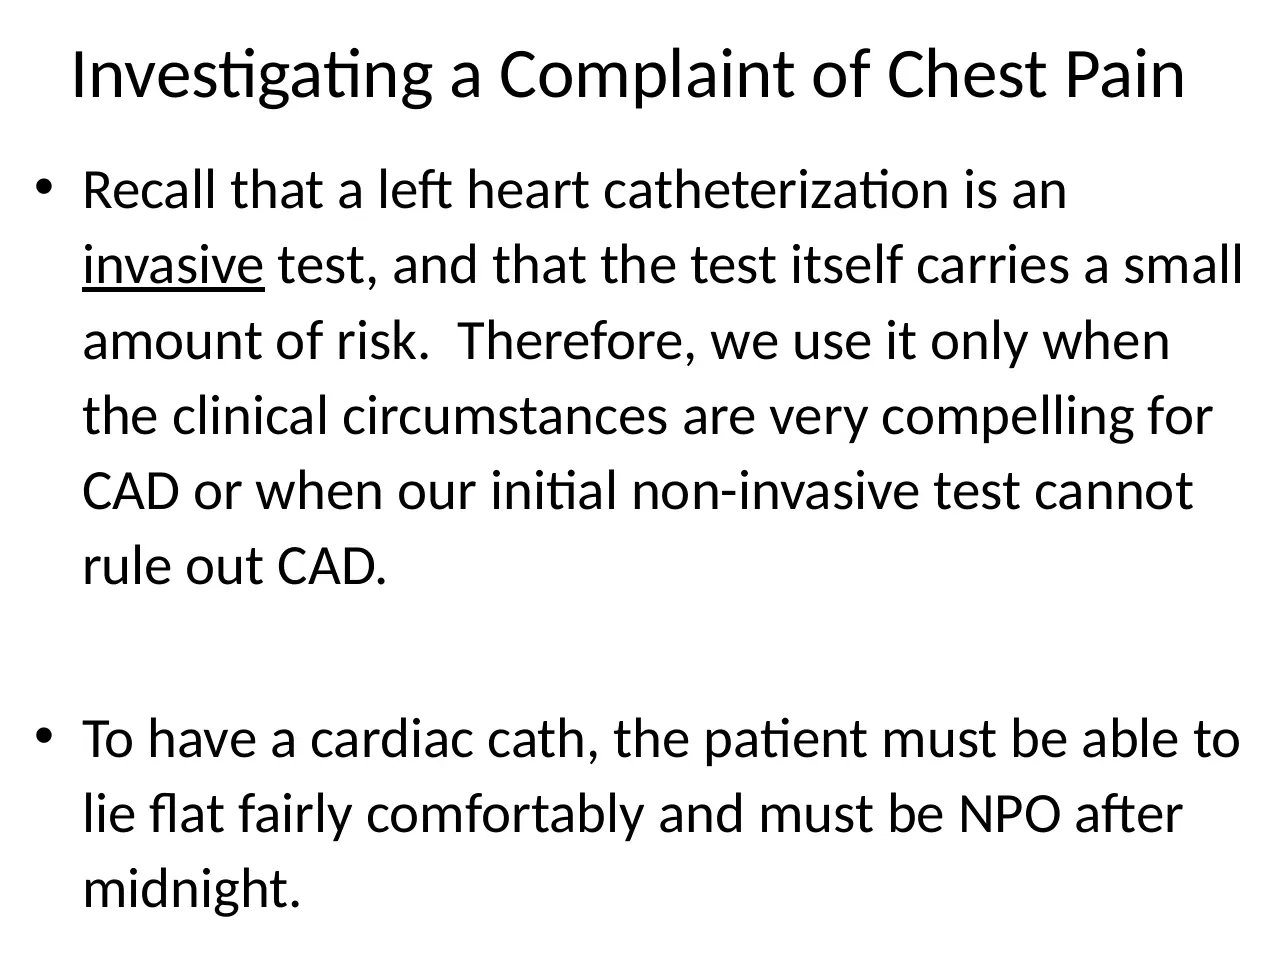 Investigating a Complaint of Chest Pain
• Recall that a left heart catheterization is an
invasive test, and that the test itself carries a small
amount of risk.  Therefore, we use it only when
the clinical circumstances are very compelling for
CAD or when our initial non-invasive test cannot
rule out CAD.
• To have a cardiac cath, the patient must be able to
lie flat fairly comfortably and must be NPO after
midnight.